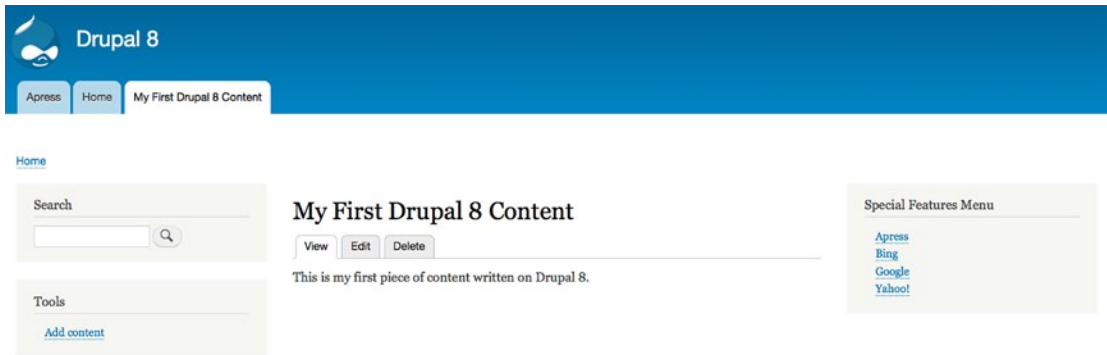 Drupal 8
Apress Home My First Drupal 8 Content
Home
Search
Tools
Add content
My First Drupal 8 Content
View Edit Delete
This is my first piece of content written on Drupal 8.
Special Features Menu
Apress
Bing
Google
Yahoo!